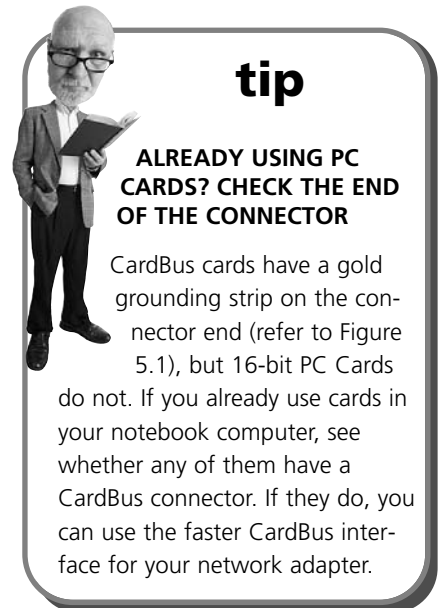 tip
ALREADY USING PC
CARDS? CHECK THE END
OF THE CONNECTOR
CardBus cards have a gold
grounding strip on the con-
nector end (refer to Figure
5.1), but 16-bit PC Cards
do not. If you already use cards in
your notebook computer, see
whether any of them have a
CardBus connector. If they do, you
can use the faster CardBus inter-
face for your network adapter.